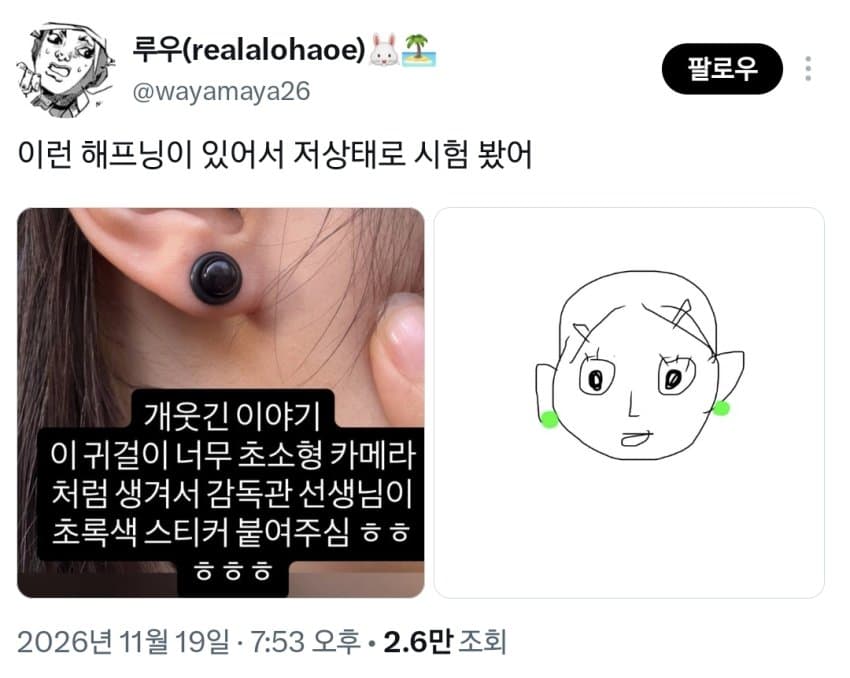 루우(realalohaoe)🐰🏝️
@wayamaya26
팔로우
이런 해프닝이 있어서 저상태로 시험 봤어
개웃긴 이야기
이 귀걸이 너무 초소형 카메라
처럼 생겨서 감독관 선생님이
초록색 스티커 붙여주심 ㅎㅎ
ㅎㅎㅎ
2026년 11월 19일 · 7:53 오후 • 2.6만 조회